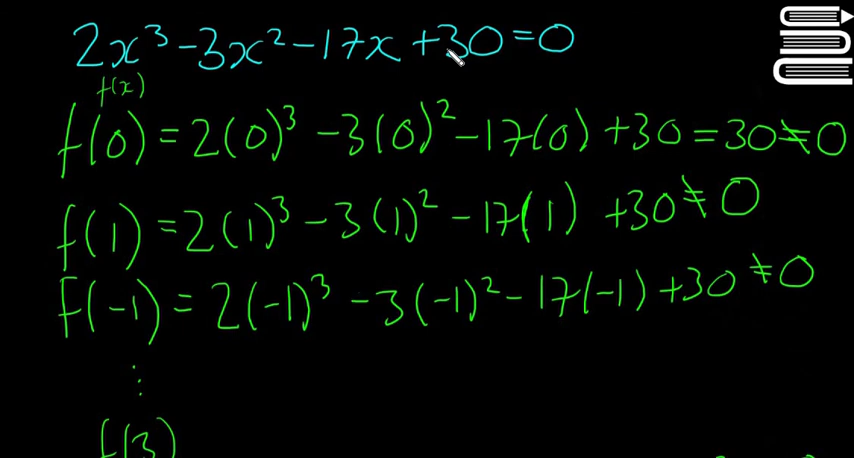 2x³ - 3x² - 17x + 30 = 0
f(x)
f(0) = 2(0)³ - 3(0)² - 17(0) + 30 = 30 ≠ 0
f(1) = 2(1)³ - 3(1)² - 17(1) + 30 ≠ 0
f(-1) = 2(-1)³ - 3(-1)² - 17(-1) + 30 ≠ 0
⋮
f(3)